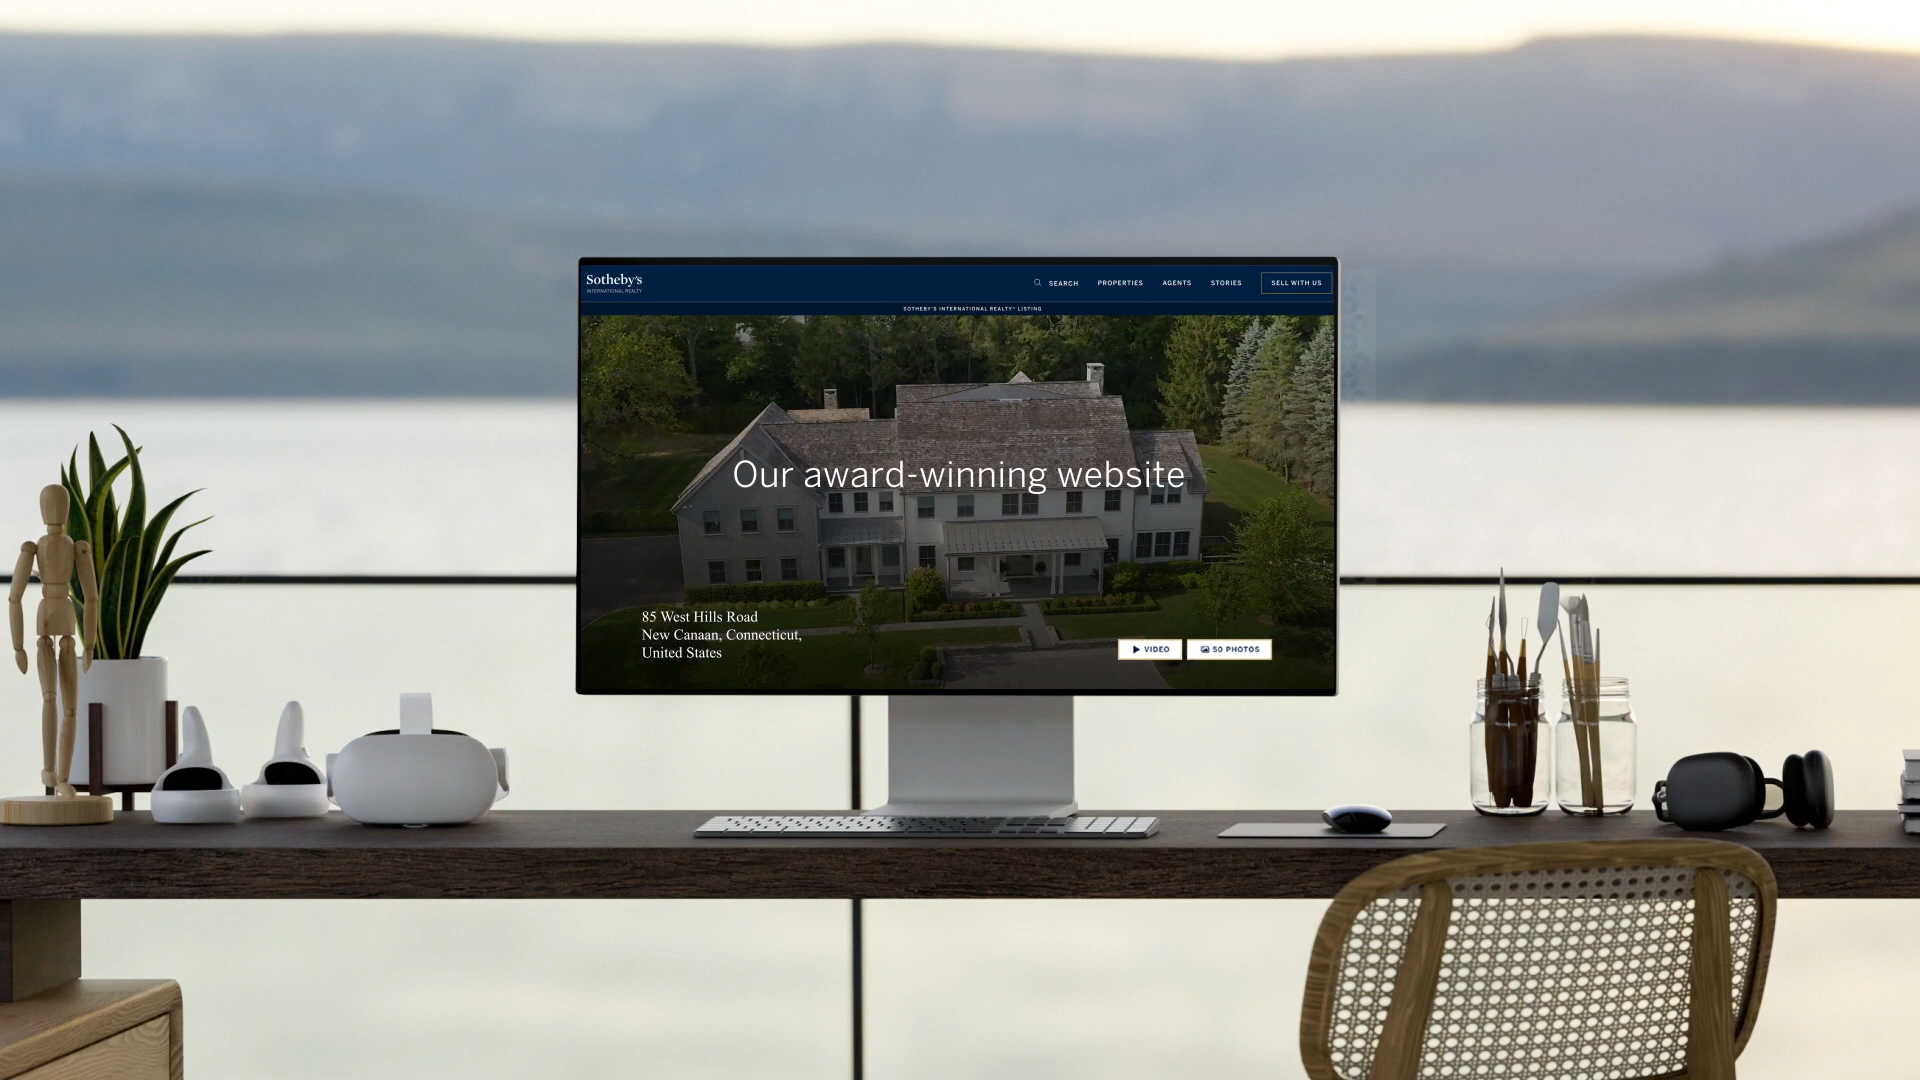 Sotheby's
INTERNATIONAL REALTY
SEARCH PROPERTIES AGENTS STORIES SELL WITH US
SOTHEBY'S INTERNATIONAL REALTY® LISTING
Our award-winning website
85 West Hills Road
New Canaan, Connecticut,
United States
VIDEO 50 PHOTOS